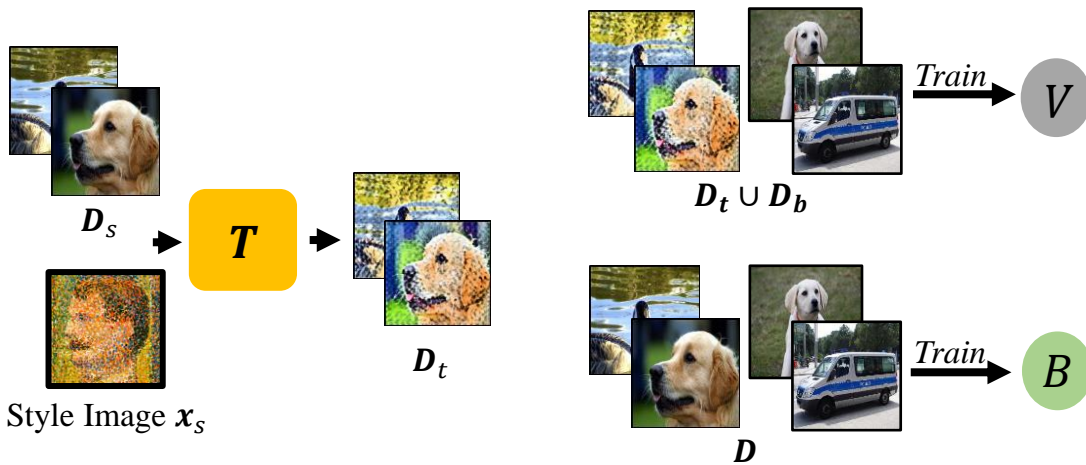 D_s
Style Image x_s
T
D_t
D_t ∪ D_b
Train
V
D
Train
B